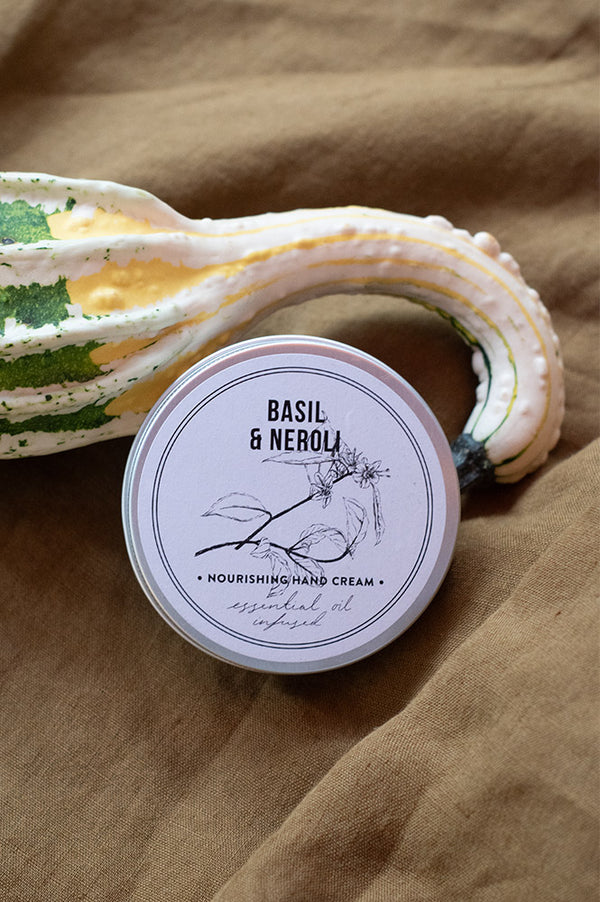 BASIL
& NEROLI
• NOURISHING HAND CREAM •
essential oil
infused